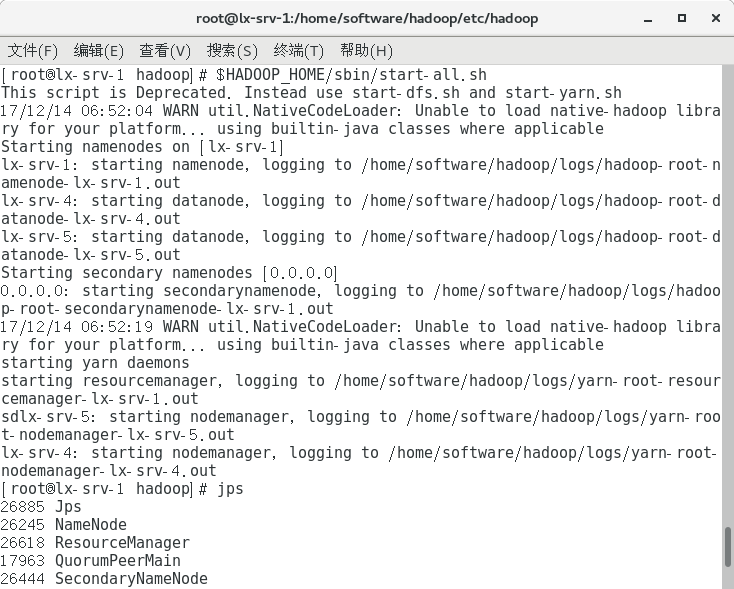 root@lx-srv-1:/home/software/hadoop/etc/hadoop
文件(F) 编辑(E) 查看(V) 搜索(S) 终端(T) 帮助(H)
[root@lx-srv-1 hadoop]# $HADOOP_HOME/sbin/start-all.sh
This script is Deprecated. Instead use start-dfs.sh and start-yarn.sh
17/12/14 06:52:04 WARN util.NativeCodeLoader: Unable to load native-hadoop libra
ry for your platform... using builtin-java classes where applicable
Starting namenodes on [lx-srv-1]
lx-srv-1: starting namenode, logging to /home/software/hadoop/logs/hadoop-root-n
amenode-lx-srv-1.out
lx-srv-4: starting datanode, logging to /home/software/hadoop/logs/hadoop-root-d
atanode-lx-srv-4.out
lx-srv-5: starting datanode, logging to /home/software/hadoop/logs/hadoop-root-d
atanode-lx-srv-5.out
Starting secondary namenodes [0.0.0.0]
0.0.0.0: starting secondarynamenode, logging to /home/software/hadoop/logs/hadoo
p-root-secondarynamenode-lx-srv-1.out
17/12/14 06:52:19 WARN util.NativeCodeLoader: Unable to load native-hadoop libra
ry for your platform... using builtin-java classes where applicable
starting yarn daemons
starting resourcemanager, logging to /home/software/hadoop/logs/yarn-root-resour
cemanager-lx-srv-1.out
sdlx-srv-5: starting nodemanager, logging to /home/software/hadoop/logs/yarn-roo
t-nodemanager-lx-srv-5.out
lx-srv-4: starting nodemanager, logging to /home/software/hadoop/logs/yarn-root-
nodemanager-lx-srv-4.out
[root@lx-srv-1 hadoop]# jps
26885 Jps
26245 NameNode
26618 ResourceManager
17963 QuorumPeerMain
26444 SecondaryNameNode